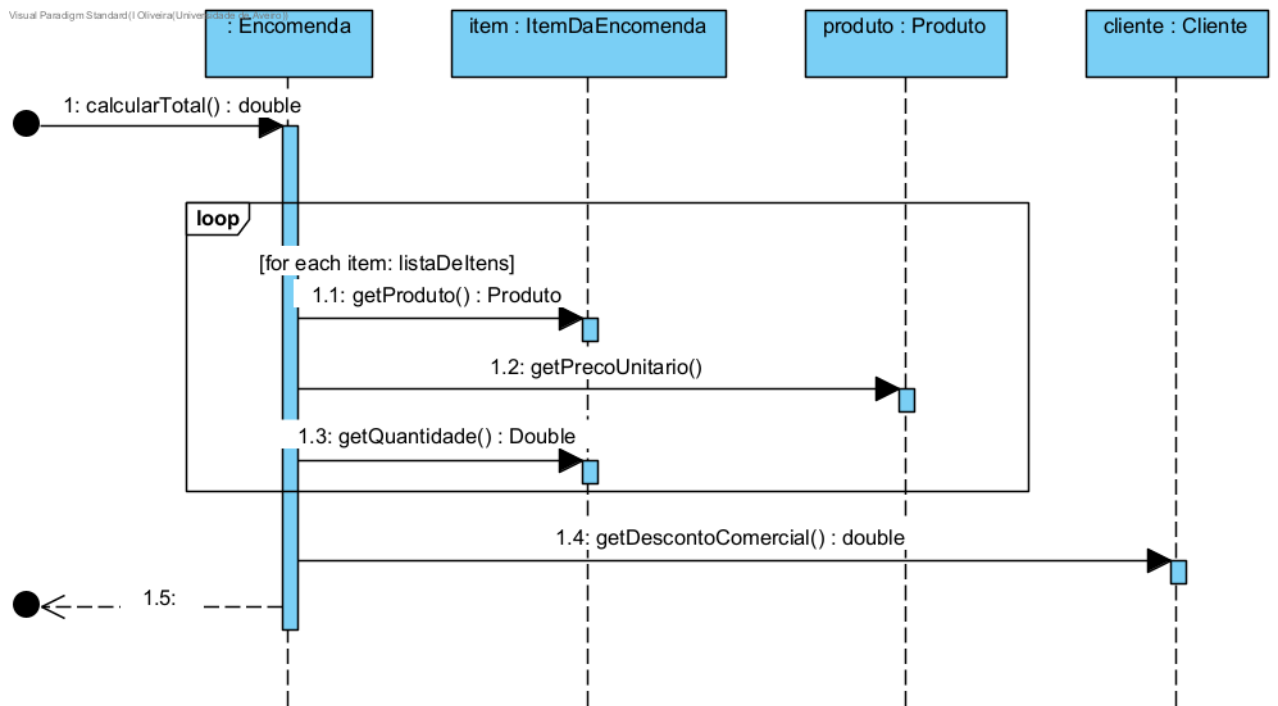 Visual Paradigm Standard(I Oliveira(Universidade de Aveiro))
: Encomenda
item : ItemDaEncomenda
produto : Produto
cliente : Cliente
1: calcularTotal() : double
loop
[for each item: listaDeItens]
1.1: getProduto() : Produto
1.2: getPrecoUnitario()
1.3: getQuantidade() : Double
1.4: getDescontoComercial() : double
1.5: